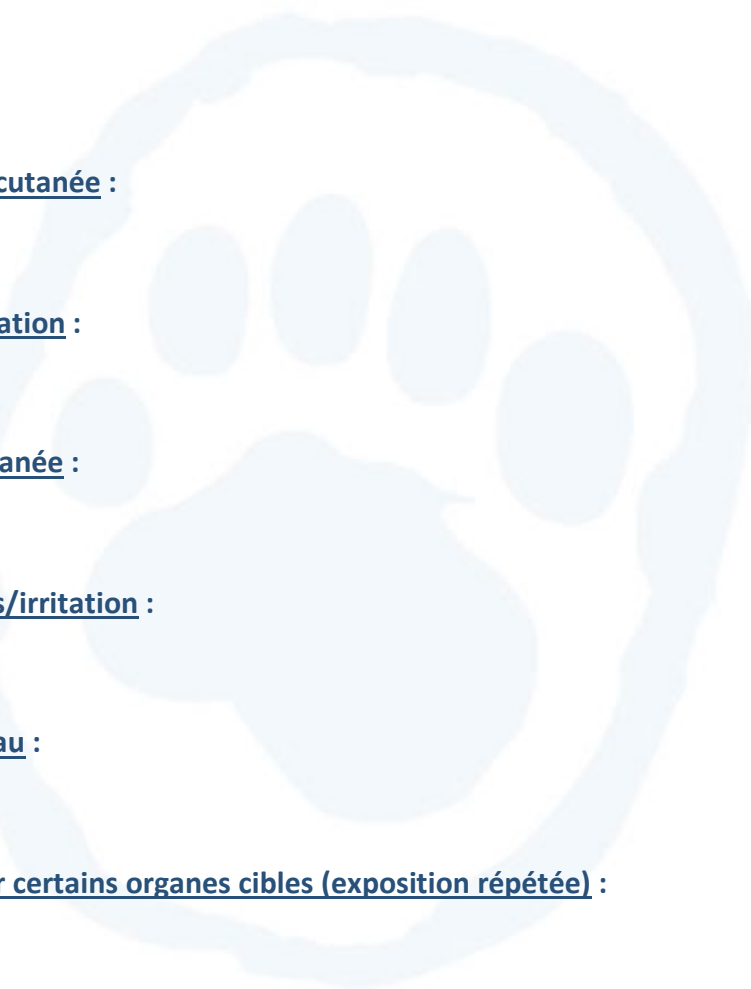 cutanée :
ation :
anée :
s/irritation :
au :
r certains organes cibles (exposition répétée) :